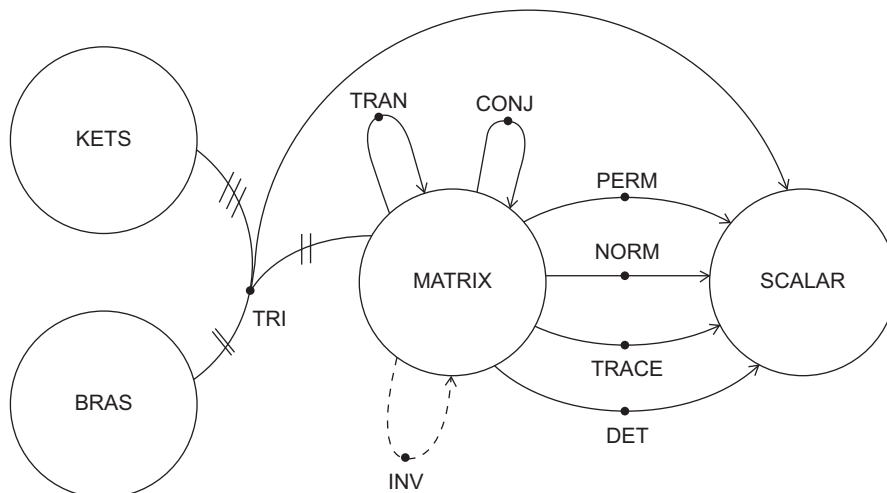 TRAN
CONJ
KETS
PERM
NORM
MATRIX
SCALAR
TRI
TRACE
BRAS
DET
INV